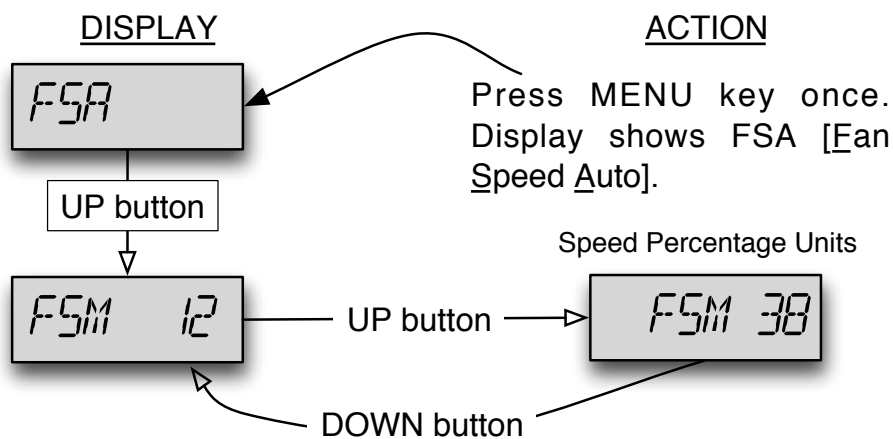 DISPLAY
ACTION
FSA
Press MENU key once.
Display shows FSA [Fan
Speed Auto].
UP button
Speed Percentage Units
FSM 12
UP button
FSM 38
DOWN button